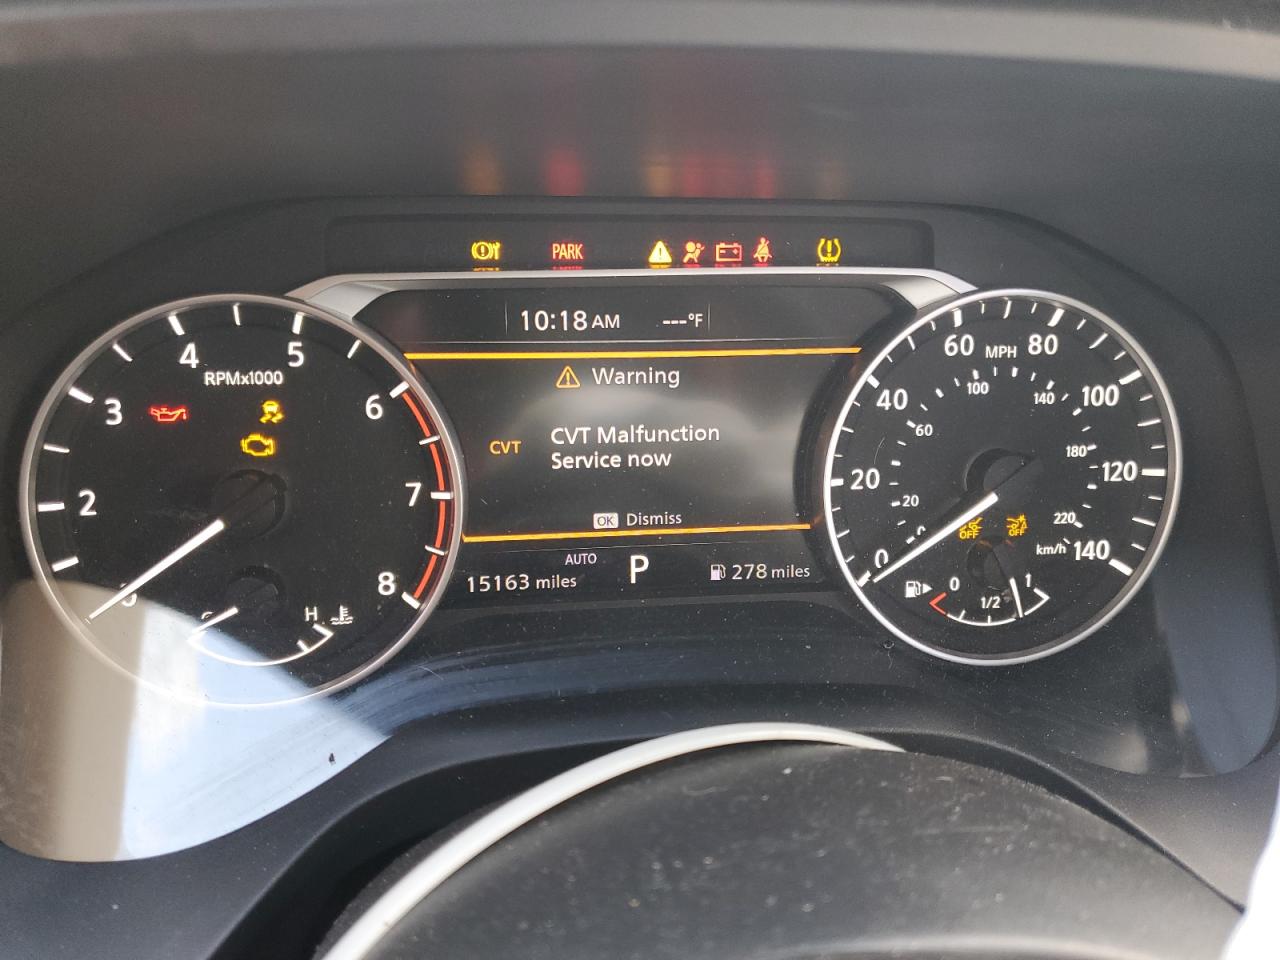 PARK
10:18 AM ---°F
Warning
CVT
CVT Malfunction
Service now
OK Dismiss
AUTO
15163 miles P 278 miles
RPMx1000
2 3 4 5 6 7 8
H
0 20 40 60 80 100 120 140
MPH
0 20 60 100 140 180 220
km/h
OFF OFF
0 1/2 1